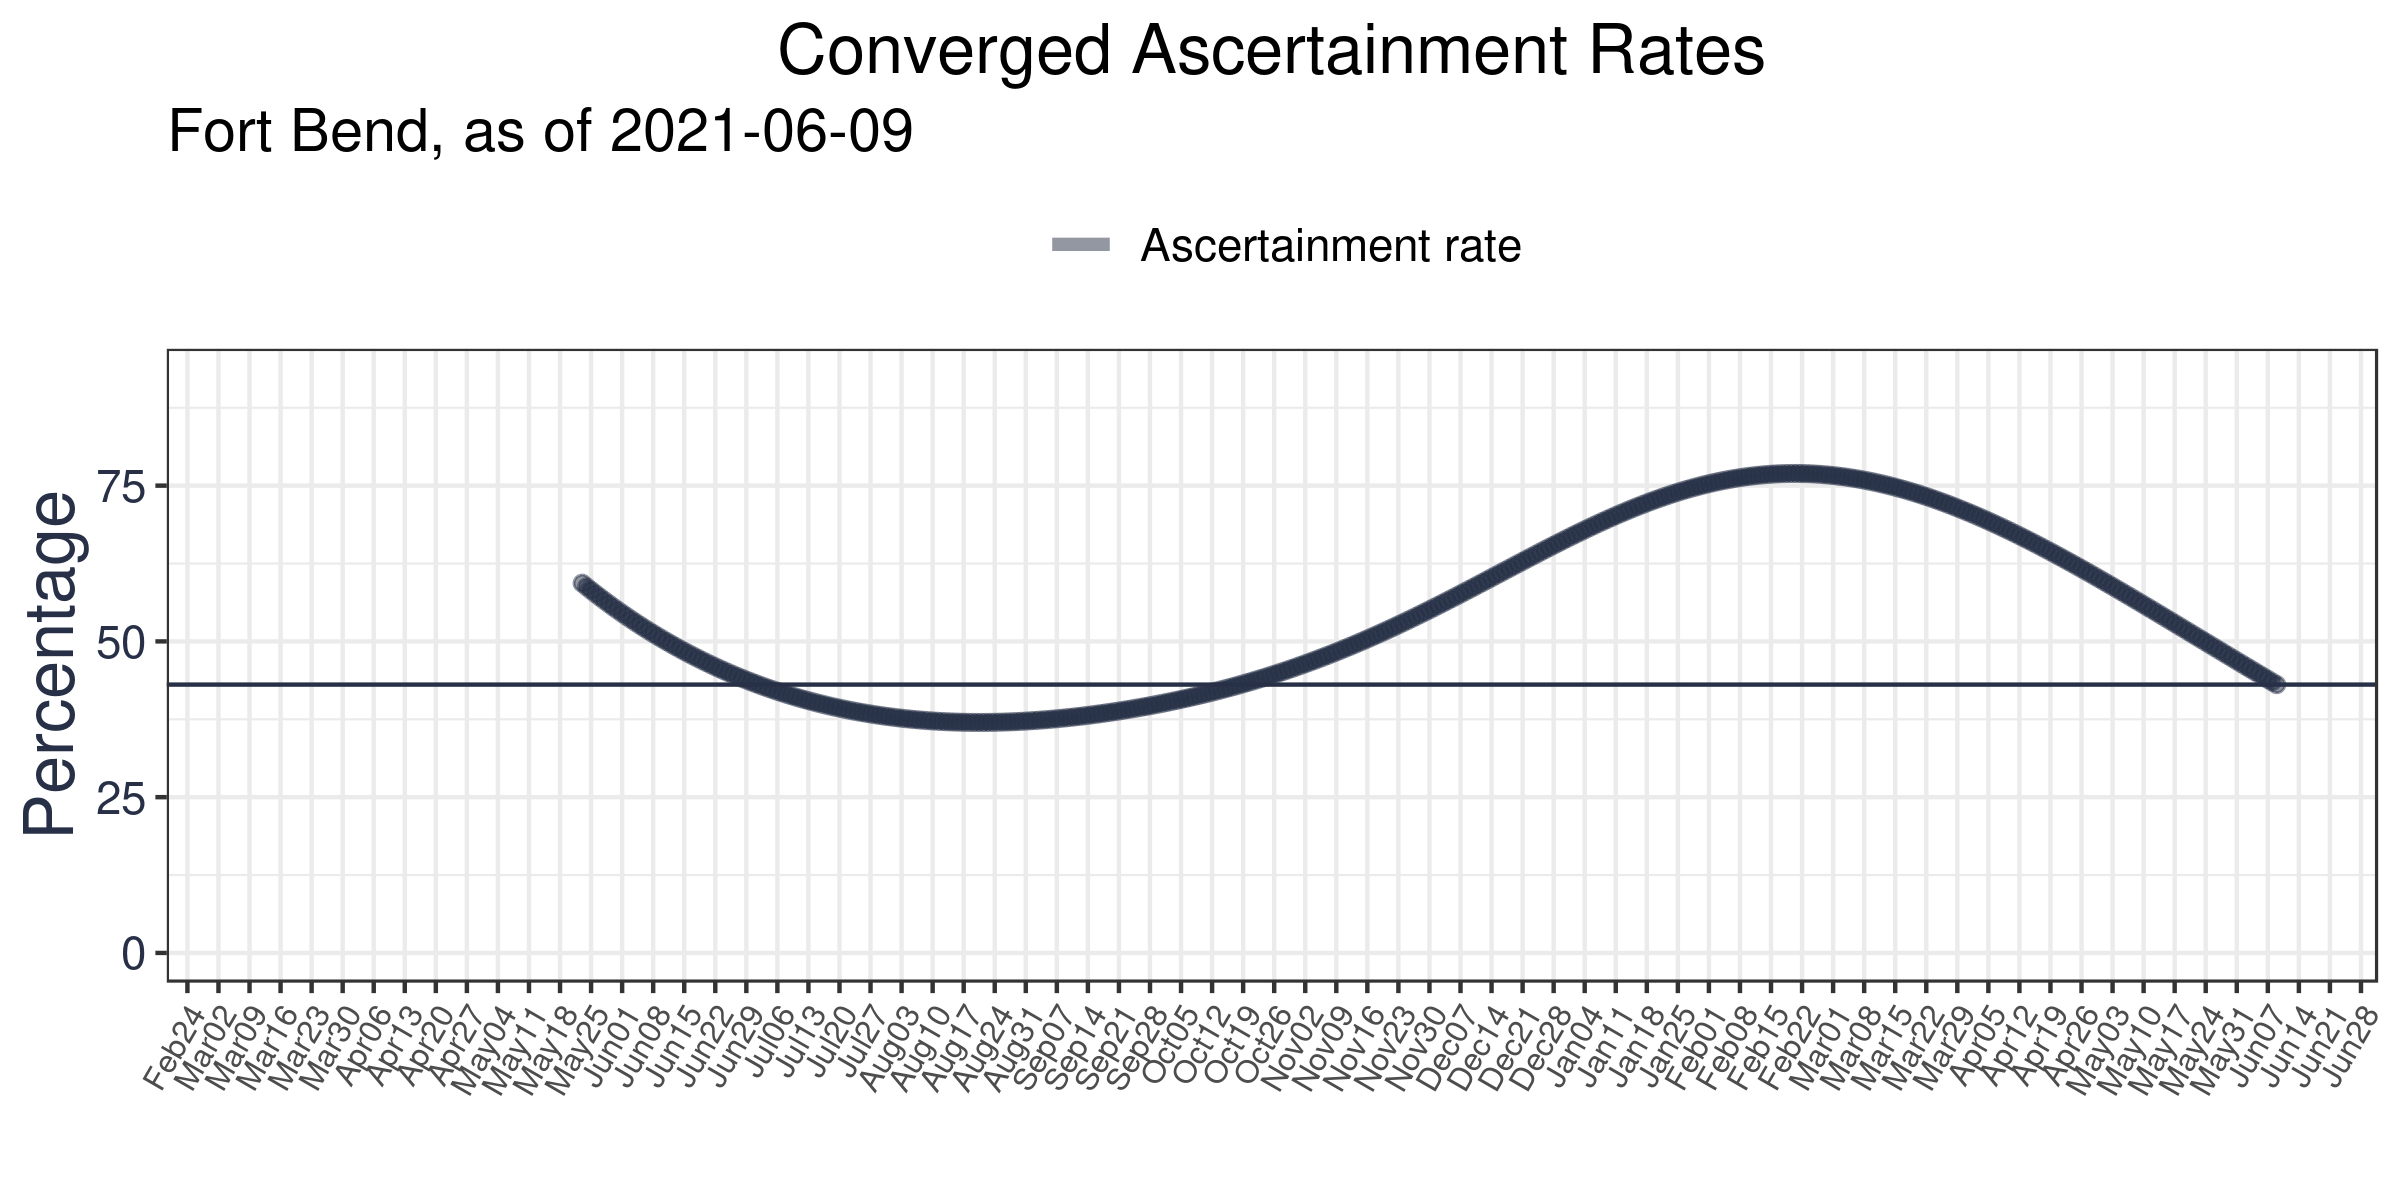 Converged Ascertainment Rates
Fort Bend, as of 2021-06-09
Ascertainment rate
Percentage
75
50
25
0
Feb24
Mar02
Mar09
Mar16
Mar23
Mar30
Apr06
Apr13
Apr20
Apr27
May04
May11
May18
May25
Jun01
Jun08
Jun15
Jun22
Jun29
Jul06
Jul13
Jul20
Jul27
Aug03
Aug10
Aug17
Aug24
Aug31
Sep07
Sep14
Sep21
Sep28
Oct05
Oct12
Oct19
Oct26
Nov02
Nov09
Nov16
Nov23
Nov30
Dec07
Dec14
Dec21
Dec28
Jan04
Jan11
Jan18
Jan25
Feb01
Feb08
Feb15
Feb22
Mar01
Mar08
Mar15
Mar22
Mar29
Apr05
Apr12
Apr19
Apr26
May03
May10
May17
May24
May31
Jun07
Jun14
Jun21
Jun28